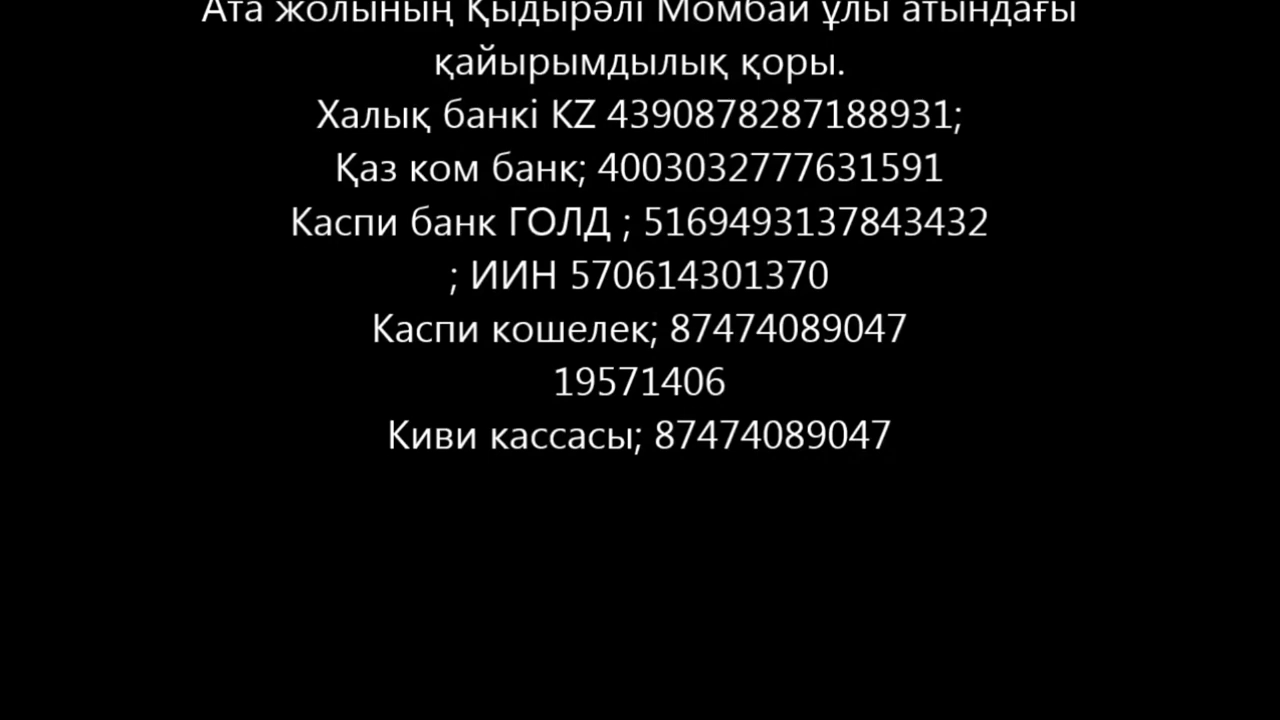 Ата жолының Қыдырәлі Момбай ұлы атындағы
қайырымдылық қоры.
Халық банкі KZ 4390878287188931;
Қаз ком банк; 4003032777631591
Каспи банк ГОЛД ; 5169493137843432
; ИИН 570614301370
Каспи кошелек; 87474089047
19571406
Киви кассасы; 87474089047